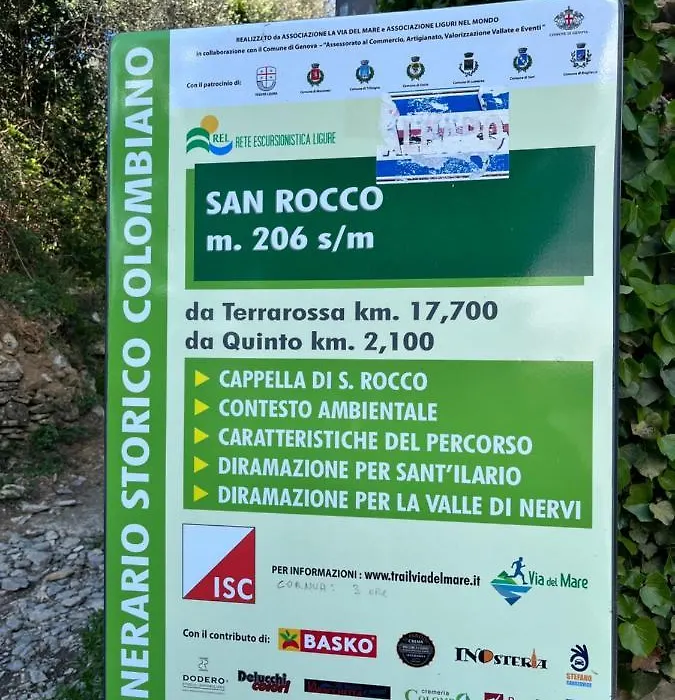 REALIZZATO da ASSOCIAZIONE LA VIA DEL MARE e ASSOCIAZIONE LIGURI NEL MONDO
in collaborazione con il Comune di Genova - "Assessorato al Commercio, Artigianato, Valorizzazione Vallate e Eventi"
Con il patrocinio di:
REL RETE ESCURSIONISTICA LIGURE
SAN ROCCO
m. 206 s/m
da Terrarossa km. 17,700
da Quinto km. 2,100
CAPPELLA DI S. ROCCO
CONTESTO AMBIENTALE
CARATTERISTICHE DEL PERCORSO
DIRAMAZIONE PER SANT'ILARIO
DIRAMAZIONE PER LA VALLE DI NERVI
NERARIO STORICO COLOMBIANO
ISC
PER INFORMAZIONI: www.trailviadelmare.it
Via del Mare
Con il contributo di:
BASKO
INOSTERIA
STEFANO
DODERO
Delucchi
colori
cremeria